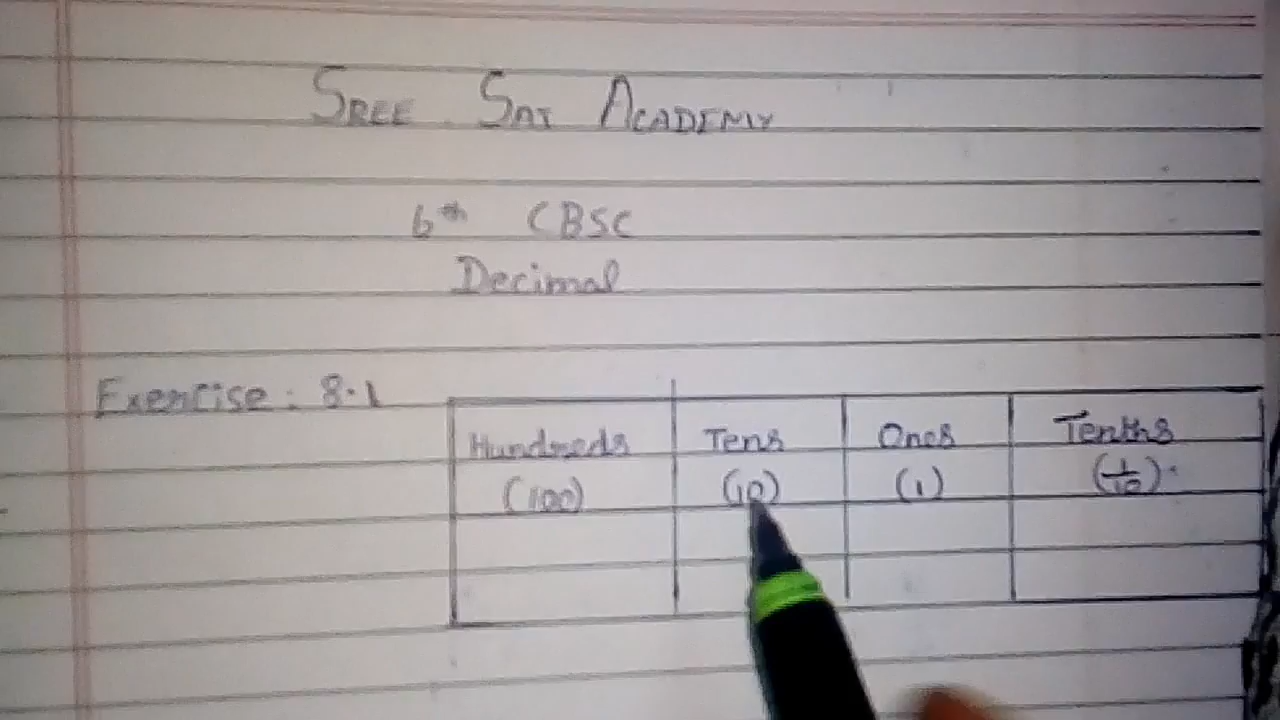 SREE SAI ACADEMY
6th CBSC
Decimal
Exercise : 8.1
Hundreds Tens Ones Tenths
(100) (10) (1) (1/10)